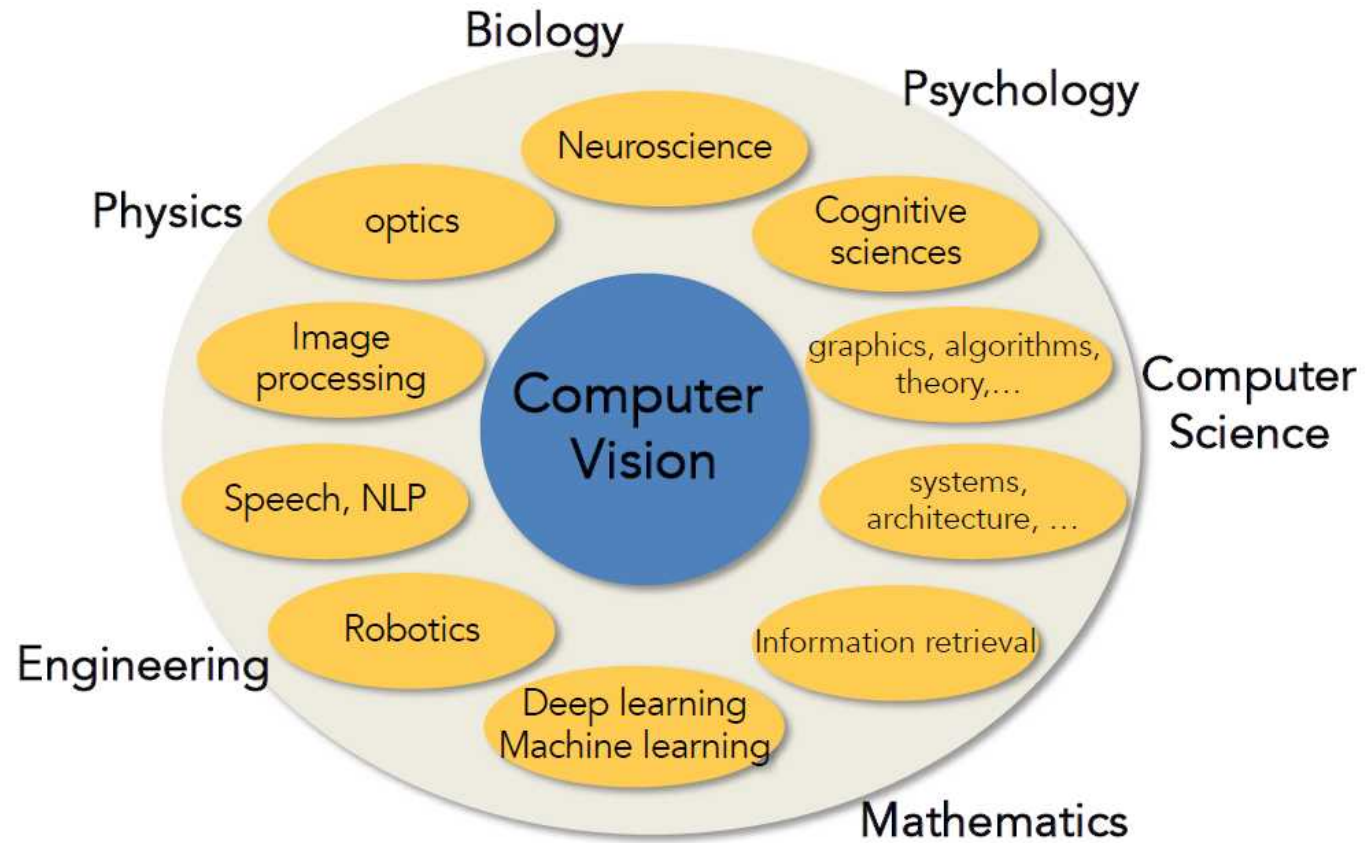 Biology
Psychology
Neuroscience
Physics
optics
Cognitive
sciences
Image
processing
graphics, algorithms,
theory,...
Computer
Science
Computer
Vision
Speech, NLP
systems,
architecture, ...
Engineering
Robotics
Information retrieval
Deep learning
Machine learning
Mathematics